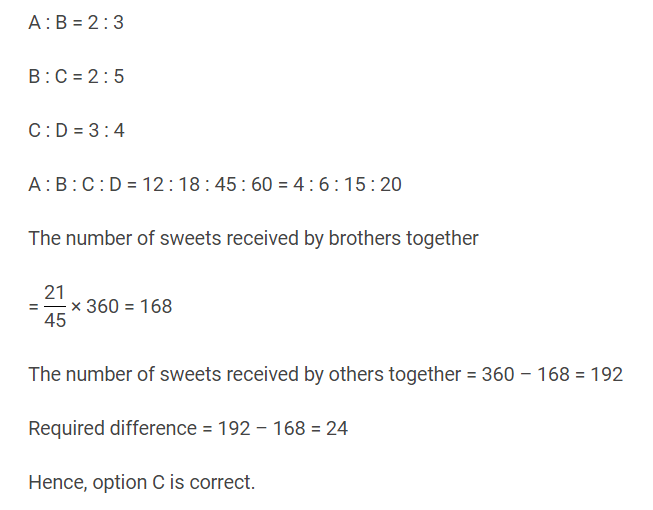 A : B = 2 : 3
B : C = 2 : 5
C : D = 3 : 4
A : B : C : D = 12 : 18 : 45 : 60 = 4 : 6 : 15 : 20
The number of sweets received by brothers together
= 21/45 × 360 = 168
The number of sweets received by others together = 360 – 168 = 192
Required difference = 192 – 168 = 24
Hence, option C is correct.